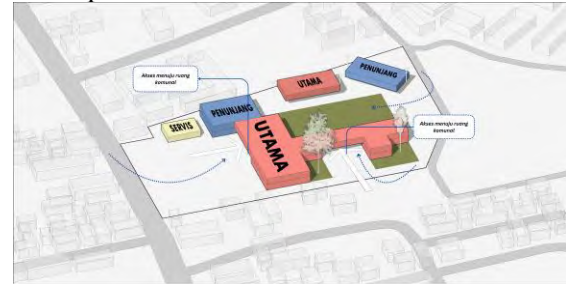 Akses menuju ruang
komunal
UTAMA
PENUNJANG
PENUNJANG
SERVIS
UTAMA
Akses menuju ruang
komunal